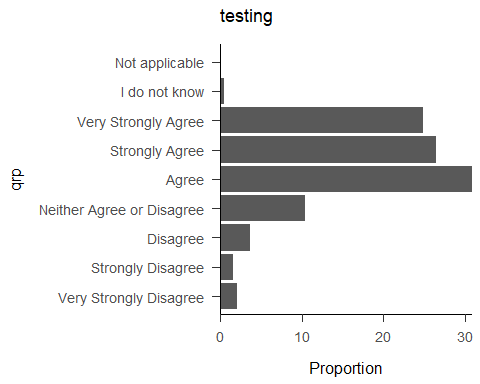 testing
Not applicable
I do not know
Very Strongly Agree
Strongly Agree
Agree
Neither Agree or Disagree
Disagree
Strongly Disagree
Very Strongly Disagree
qrp
0 10 20 30
Proportion